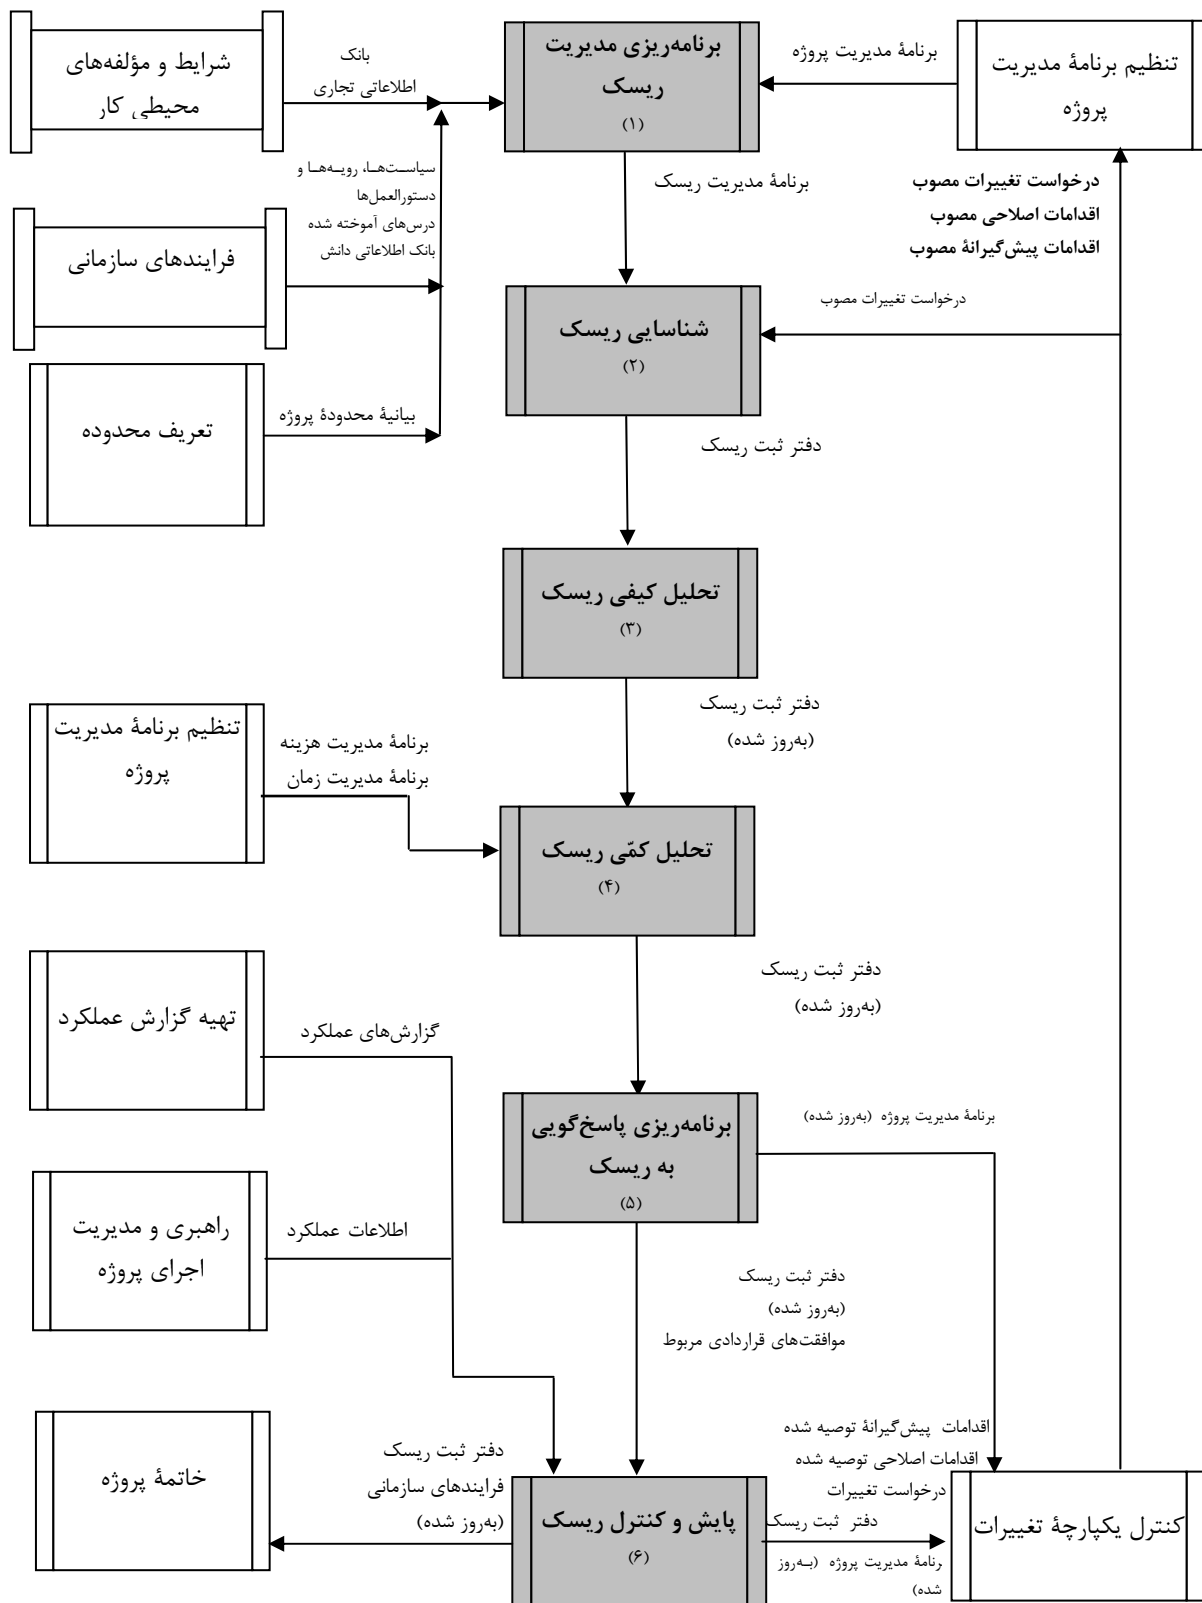 برنامه‌ریزی مدیریت
ریسک
(۱)
تنظیم برنامهٔ مدیریت
پروژه
برنامهٔ مدیریت پروژه
شرایط و مؤلفه‌های
محیطی کار
بانک
اطلاعاتی تجاری
سیاست‌هـا، رویـه‌هـا و
دستورالعمل‌ها
درس‌های آموخته شده
بانک اطلاعاتی دانش
فرایندهای سازمانی
برنامهٔ مدیریت ریسک
درخواست تغییرات مصوب
اقدامات اصلاحی مصوب
اقدامات پیش‌گیرانهٔ مصوب
درخواست تغییرات مصوب
شناسایی ریسک
(۲)
تعریف محدوده
بیانیهٔ محدودهٔ پروژه
دفتر ثبت ریسک
تحلیل کیفی ریسک
(۳)
دفتر ثبت ریسک
(به‌روز شده)
تنظیم برنامهٔ مدیریت
پروژه
برنامهٔ مدیریت هزینه
برنامهٔ مدیریت زمان
تحلیل کمّی ریسک
(۴)
دفتر ثبت ریسک
(به‌روز شده)
تهیه گزارش عملکرد
گزارش‌های عملکرد
برنامه‌ریزی پاسخ‌گویی
به ریسک
(۵)
برنامهٔ مدیریت پروژه (به‌روز شده)
راهبری و مدیریت
اجرای پروژه
اطلاعات عملکرد
دفتر ثبت ریسک
(به‌روز شده)
موافقت‌های قراردادی مربوط
اقدامات پیش‌گیرانهٔ توصیه شده
اقدامات اصلاحی توصیه شده
درخواست تغییرات
دفتر ثبت ریسک
رنامهٔ مدیریت پروژه (بـه‌روز
شده)
کنترل یکپارچهٔ تغییرات
پایش و کنترل ریسک
(۶)
دفتر ثبت ریسک
فرایندهای سازمانی
(به‌روز شده)
خاتمهٔ پروژه